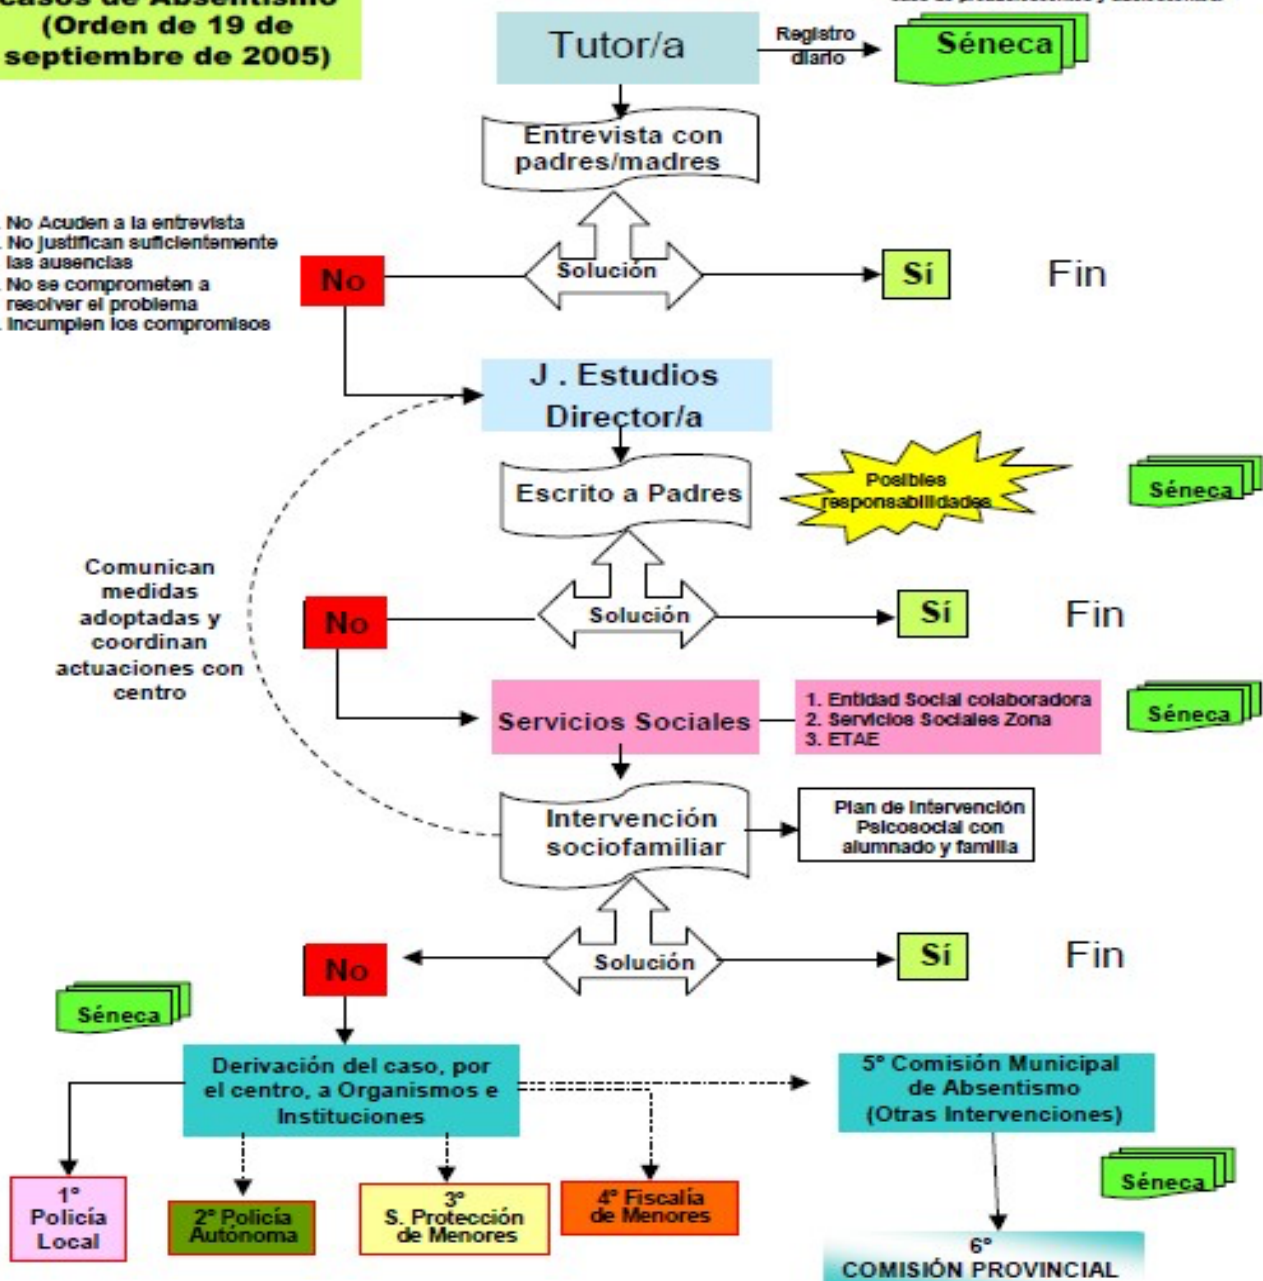 casos de Absentismo
(Orden de 19 de
septiembre de 2005)
Tutor/a
Registro
diario
Séneca
Entrevista con
padres/madres
No Acuden a la entrevista
No justifican suficientemente
las ausencias
No se comprometen a
resolver el problema
Incumplen los compromisos
No
Solución
Sí
Fin
J . Estudios
Director/a
Escrito a Padres
Posibles
responsabilidades
Séneca
Comunican
medidas
adoptadas y
coordinan
actuaciones con
centro
No
Solución
Sí
Fin
Servicios Sociales
1. Entidad Social colaboradora
2. Servicios Sociales Zona
3. ETAE
Séneca
Intervención
sociofamiliar
Plan de Intervención
Psicosocial con
alumnado y familia
No
Solución
Sí
Fin
Séneca
Derivación del caso, por
el centro, a Organismos e
Instituciones
5º Comisión Municipal
de Absentismo
(Otras Intervenciones)
Séneca
1º
Policía
Local
2º Policía
Autónoma
3º
S. Protección
de Menores
4º Fiscalía
de Menores
6º
COMISIÓN PROVINCIAL